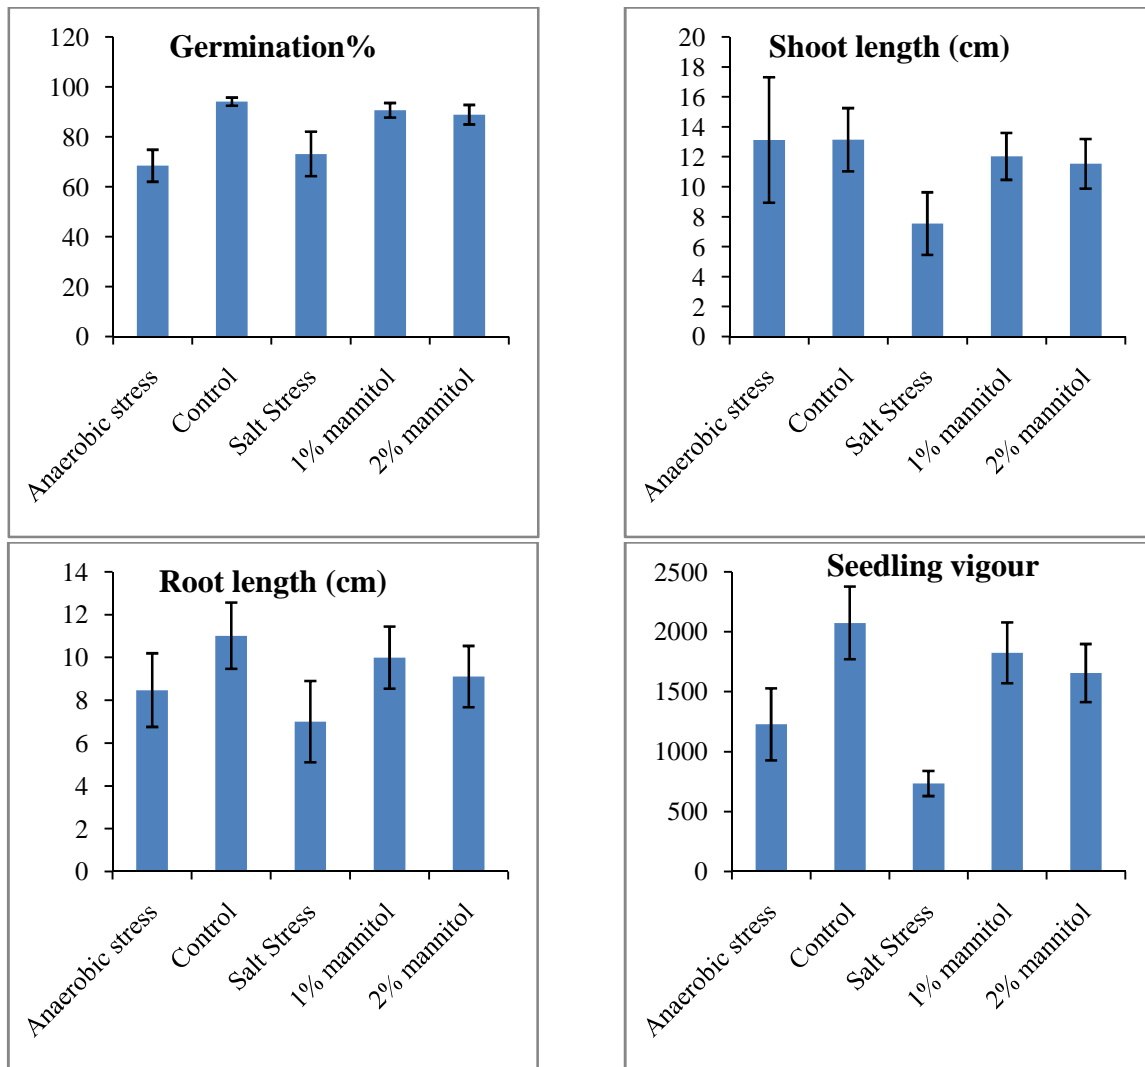 Germination%
120
100
80
60
40
20
0
Anaerobic stress
Control
Salt Stress
1% mannitol
2% mannitol
Shoot length (cm)
20
18
16
14
12
10
8
6
4
2
0
Anaerobic stress
Control
Salt Stress
1% mannitol
2% mannitol
Root length (cm)
14
12
10
8
6
4
2
0
Anaerobic stress
Control
Salt Stress
1% mannitol
2% mannitol
Seedling vigour
2500
2000
1500
1000
500
0
Anaerobic stress
Control
Salt Stress
1% mannitol
2% mannitol